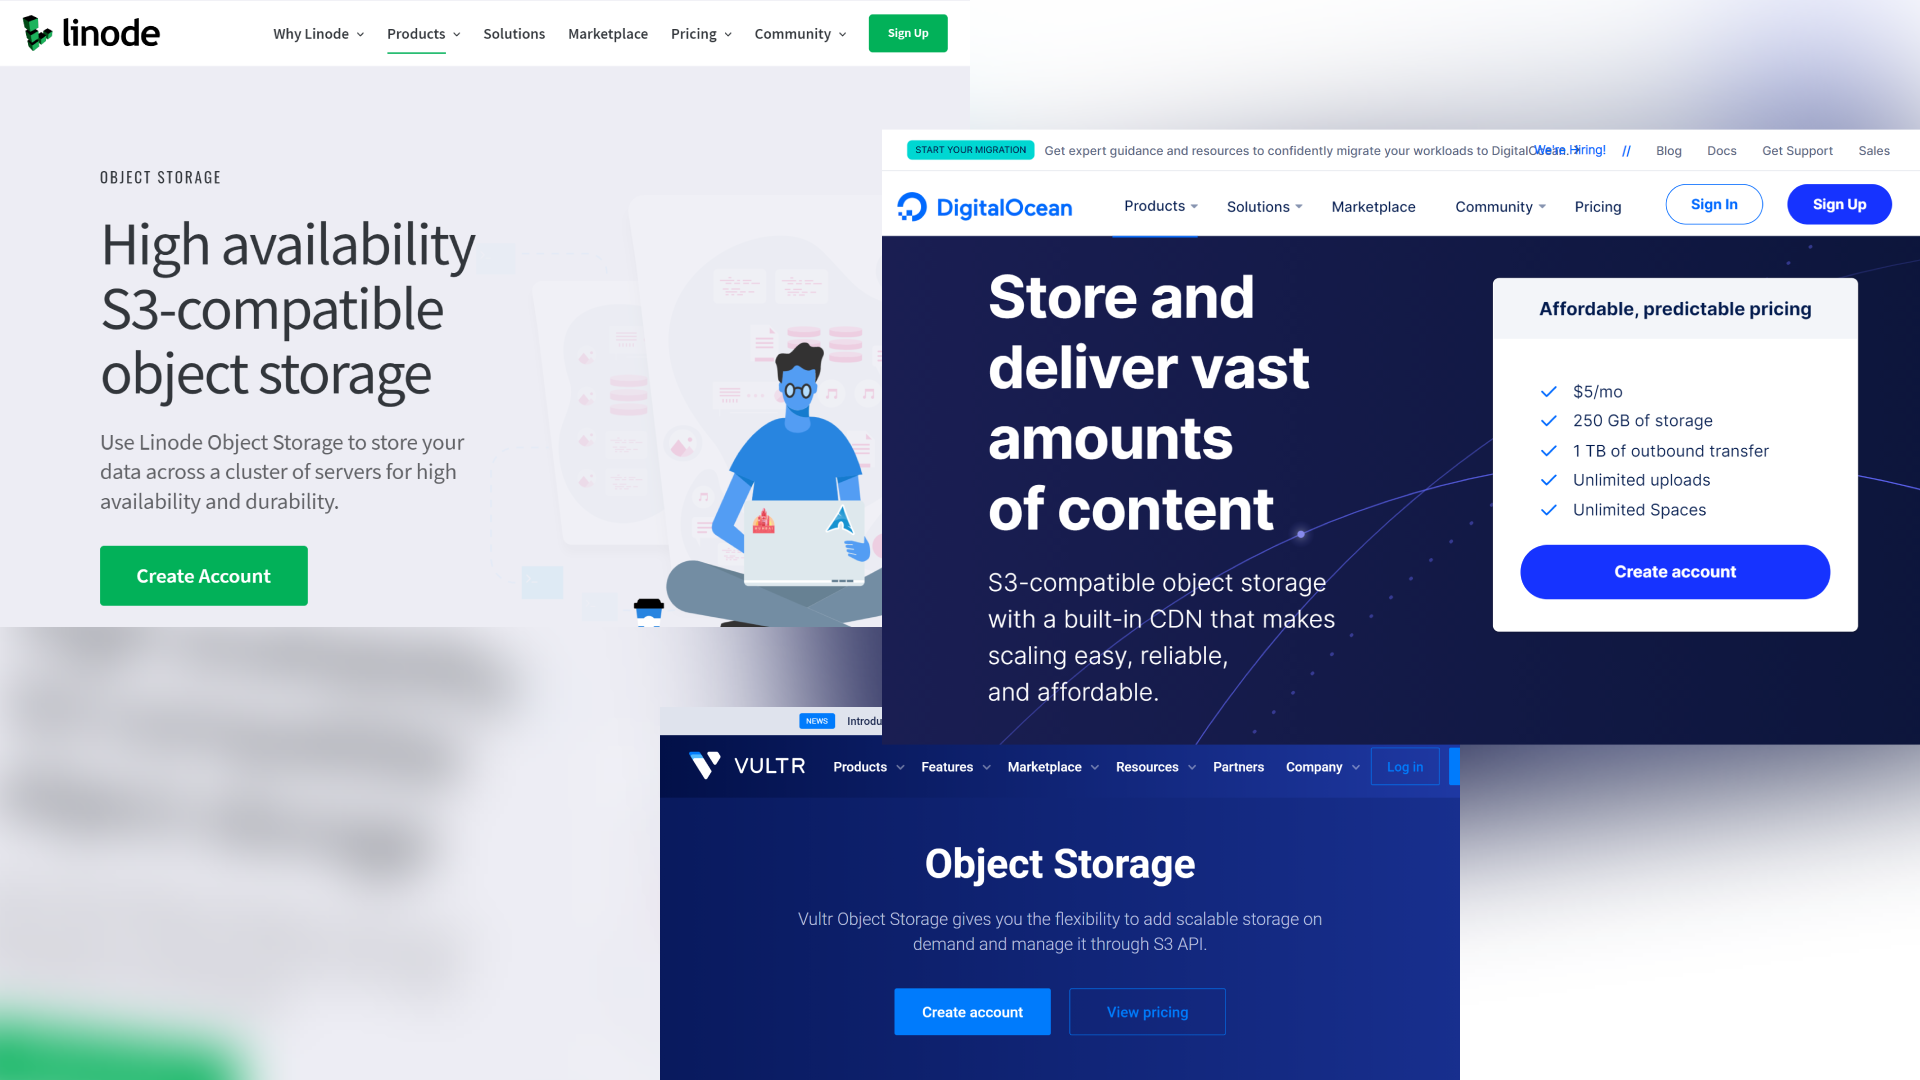 linode
Why Linode
Products
Solutions
Marketplace
Pricing
Community
Sign Up
OBJECT STORAGE
High availability
S3-compatible
object storage
Use Linode Object Storage to store your
data across a cluster of servers for high
availability and durability.
Create Account
START YOUR MIGRATION
Get expert guidance and resources to confidently migrate your workloads to DigitalOcean.
We're Hiring!
//
Blog
Docs
Get Support
Sales
DigitalOcean
Products
Solutions
Marketplace
Community
Pricing
Sign In
Sign Up
Store and
deliver vast
amounts
of content
S3-compatible object storage
with a built-in CDN that makes
scaling easy, reliable,
and affordable.
Affordable, predictable pricing
$5/mo
250 GB of storage
1 TB of outbound transfer
Unlimited uploads
Unlimited Spaces
Create account
NEWS
Introdu
VULTR
Products
Features
Marketplace
Resources
Partners
Company
Log in
Object Storage
Vultr Object Storage gives you the flexibility to add scalable storage on
demand and manage it through S3 API.
Create account
View pricing